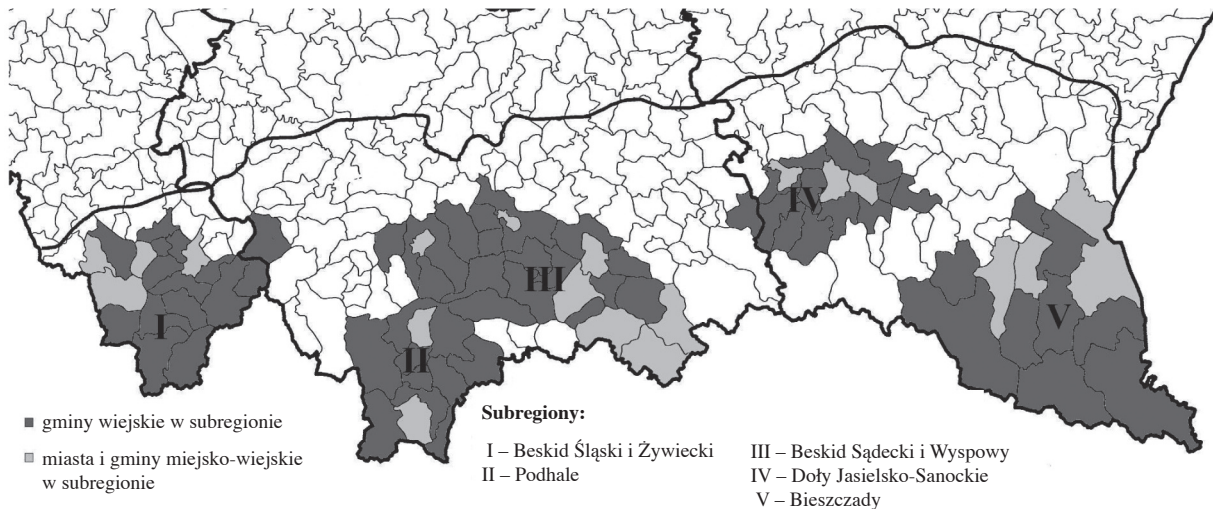 I
II
III
IV
V
gminy wiejskie w subregionie
miasta i gminy miejsko-wiejskie
w subregionie
Subregiony:
I – Beskid Śląski i Żywiecki
II – Podhale
III – Beskid Sądecki i Wyspowy
IV – Doły Jasielsko-Sanockie
V – Bieszczady